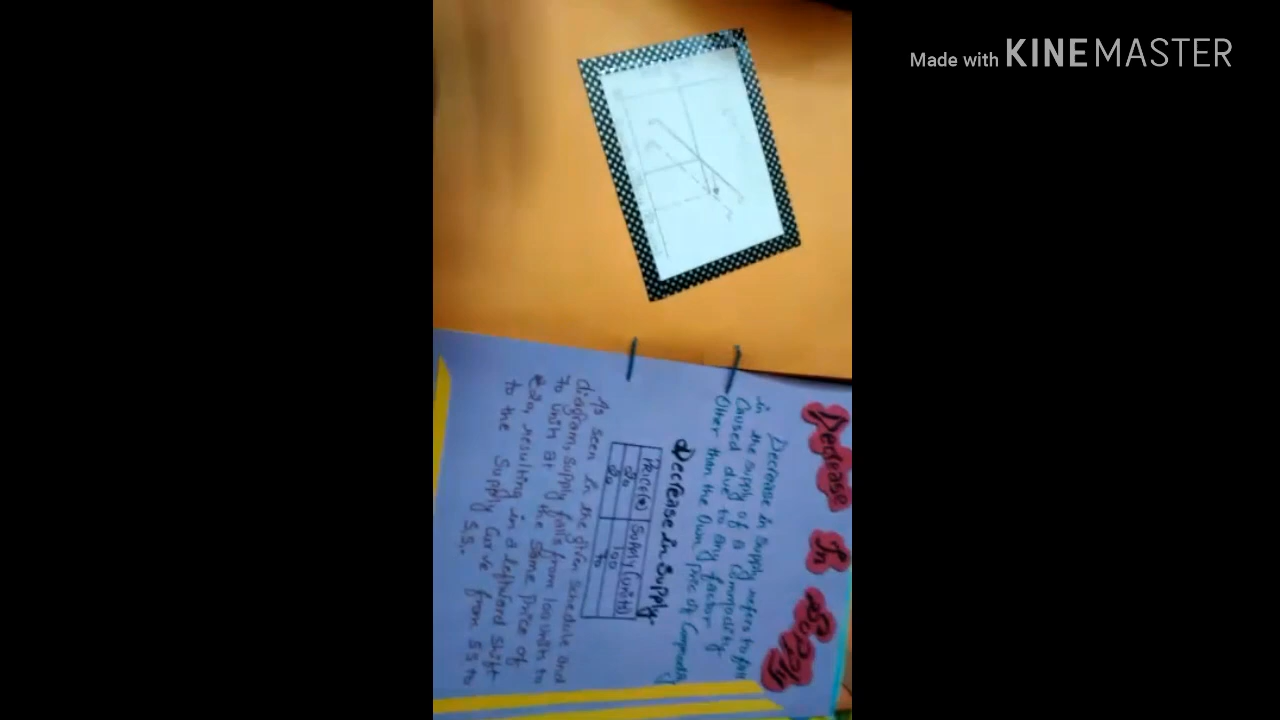 Made with KINEMASTER
Decrease In Supply
Decrease in supply refers to fall
in the supply of a Commodity
Caused due to any factor
Other than the Own price of Commodity
Decrease in supply
PRICE(₹) Supply(units)
20 100
20 70
As seen in the given schedule and
diagram, supply falls from 100 units to
70 units at the same price of
₹20, resulting in a leftward shift
to the supply Curve from SS to
S,S,.